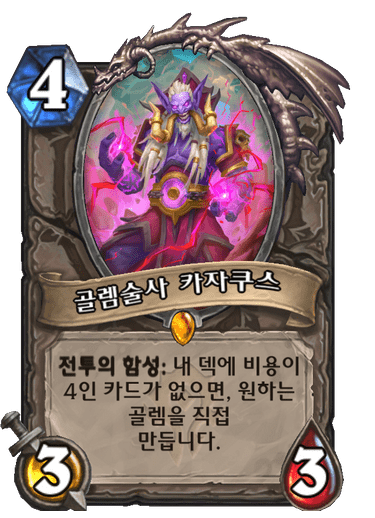 4
골렘술사 카자쿠스
전투의 함성: 내 덱에 비용이
4인 카드가 없으면, 원하는
골렘을 직접
만듭니다.
3
3